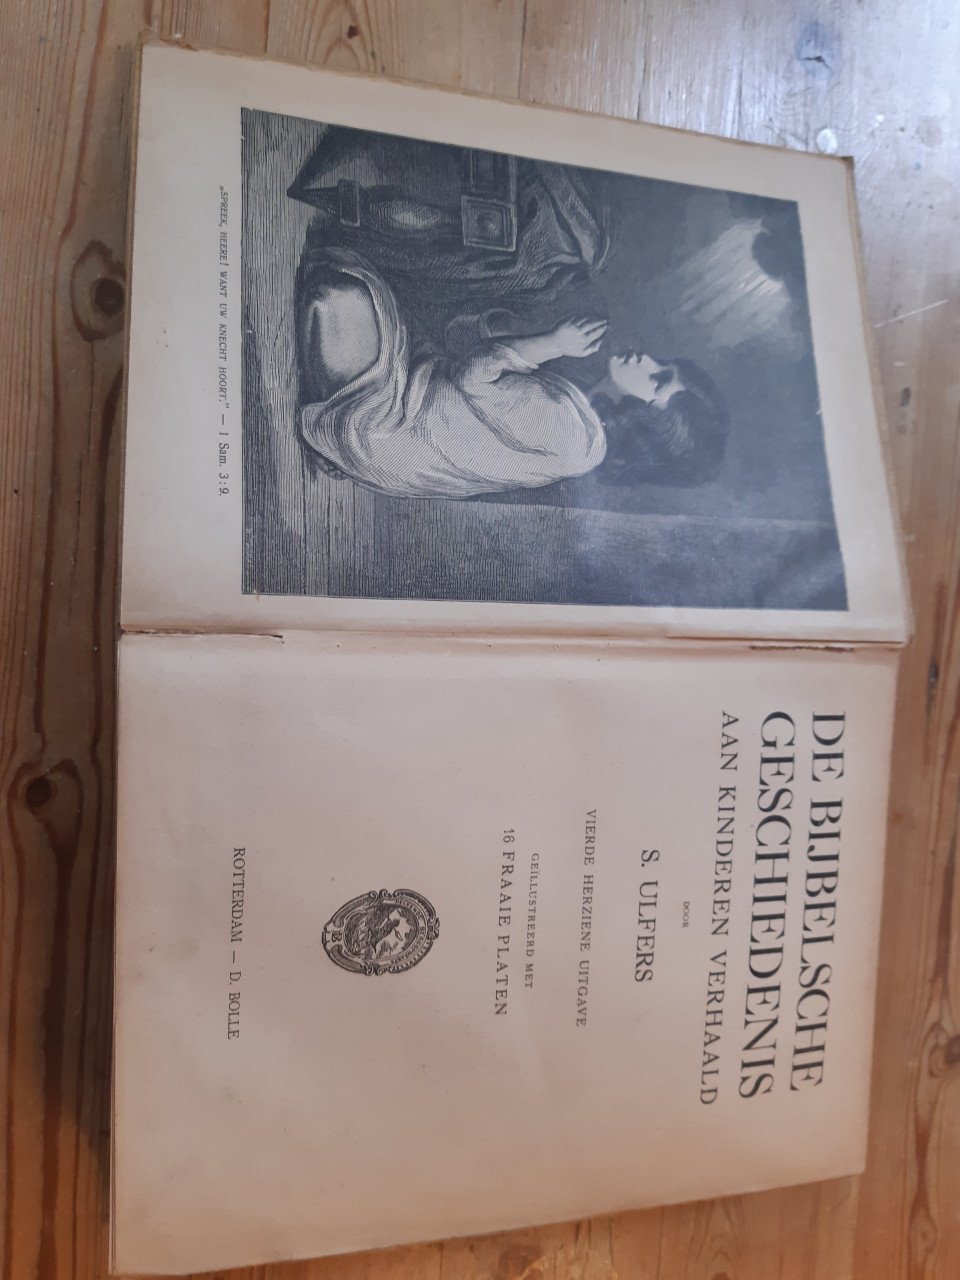 „SPREEK, HEERE! WANT UW KNECHT HOORT." — 1 Sam. 3:9.
DE BIJBELSCHE
GESCHIEDENIS
AAN KINDEREN VERHAALD
DOOR
S. ULFERS
VIERDE HERZIENE UITGAVE
GEÏLLUSTREERD MET
16 FRAAIE PLATEN
ROTTERDAM — D. BOLLE